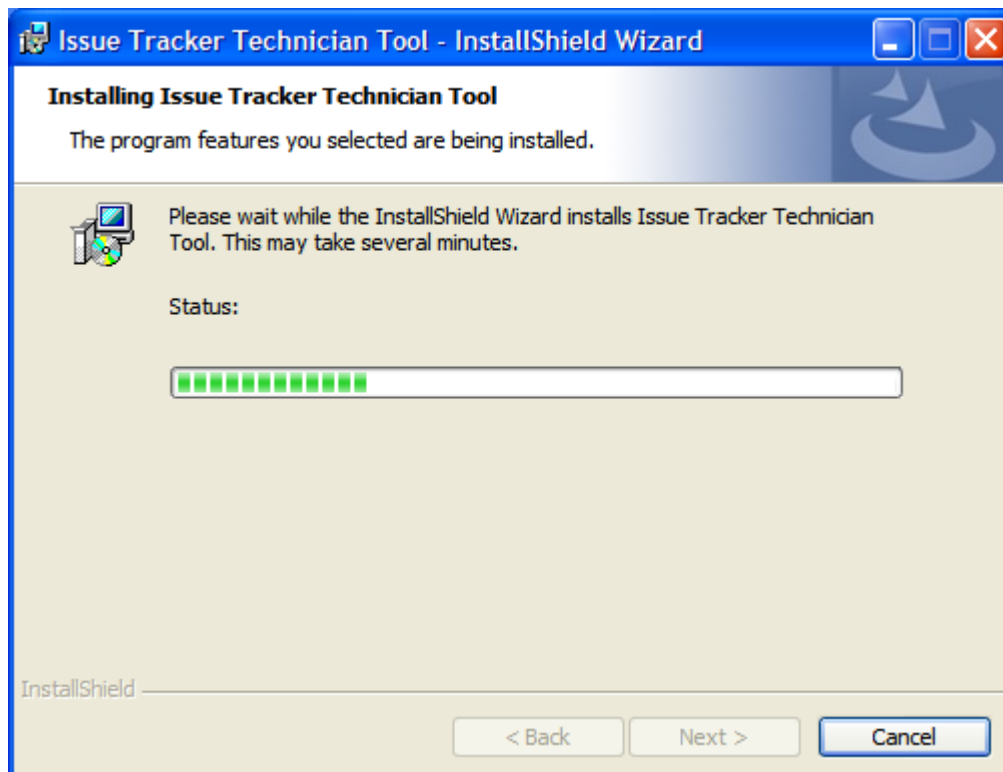 Issue Tracker Technician Tool - InstallShield Wizard
Installing Issue Tracker Technician Tool
The program features you selected are being installed.
Please wait while the InstallShield Wizard installs Issue Tracker Technician
Tool. This may take several minutes.
Status:
InstallShield
< Back
Next >
Cancel